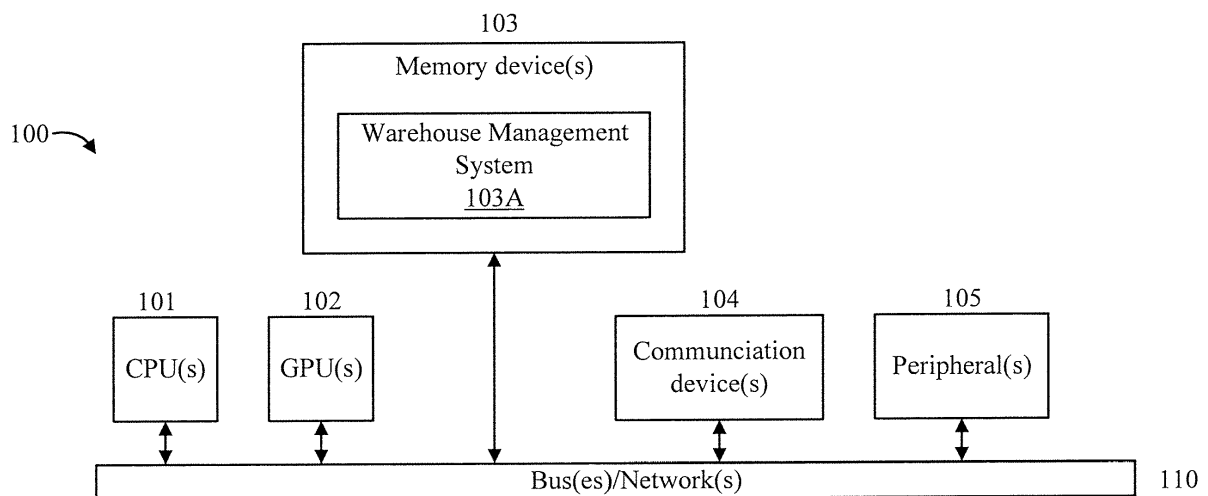 103
Memory device(s)
100
Warehouse Management
System
103A
101
102
104
105
CPU(s)
GPU(s)
Communciation
device(s)
Peripheral(s)
Bus(es)/Network(s)
110